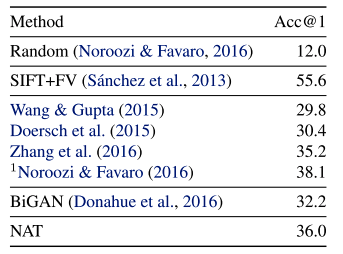 Method Acc@1
Random (Noroozi & Favaro, 2016) 12.0
SIFT+FV (Sánchez et al., 2013) 55.6
Wang & Gupta (2015) 29.8
Doersch et al. (2015) 30.4
Zhang et al. (2016) 35.2
¹Noroozi & Favaro (2016) 38.1
BiGAN (Donahue et al., 2016) 32.2
NAT 36.0